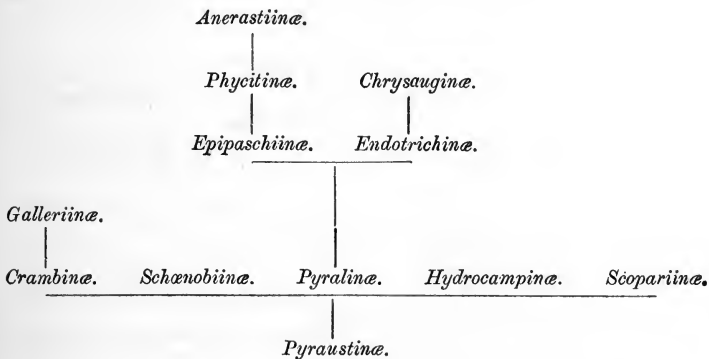 Anerastiinæ.
Phycitinæ. Chrysauginæ.
Epipaschiinæ. Endotrichinæ.
Galleriinæ.
Crambinæ. Schœnobiinæ. Pyralinæ. Hydrocampinæ. Scopariinæ.
Pyraustinæ.